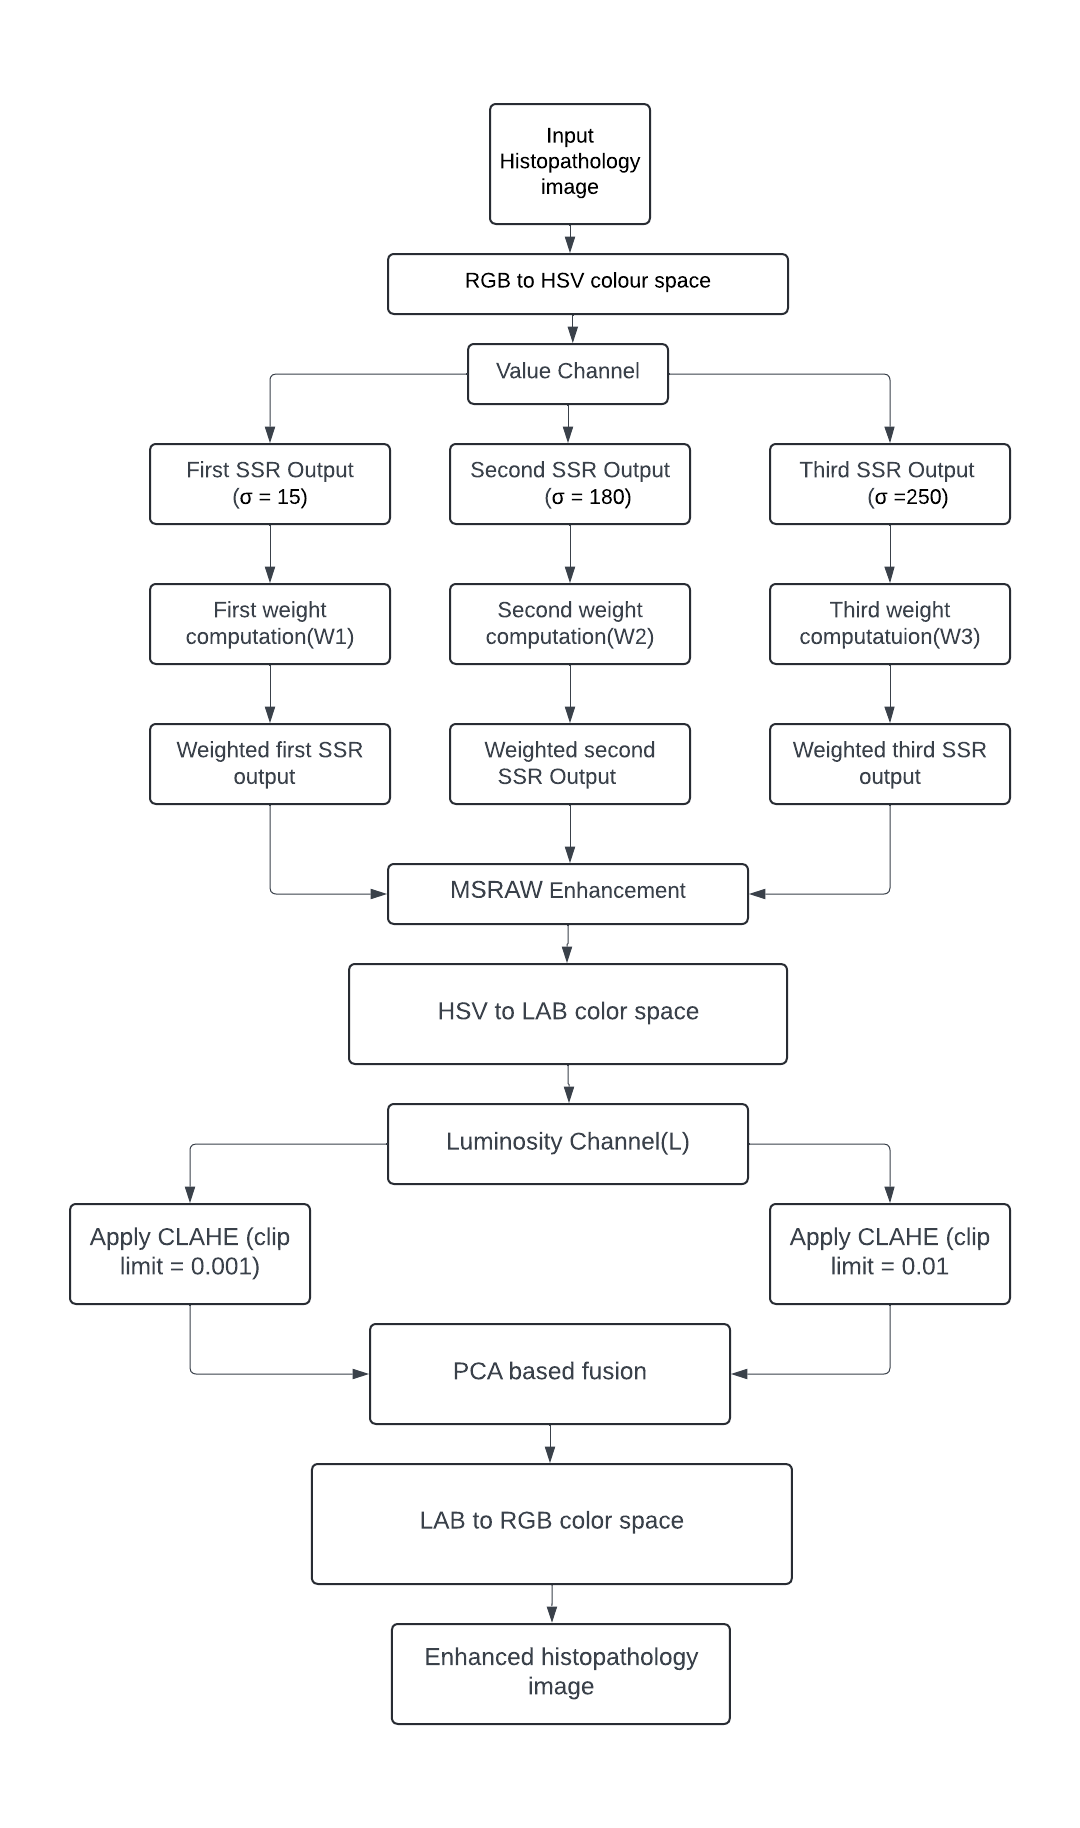 Input
Histopathology
image
RGB to HSV colour space
Value Channel
First SSR Output
(σ = 15)
Second SSR Output
(σ = 180)
Third SSR Output
(σ =250)
First weight
computation(W1)
Second weight
computation(W2)
Third weight
computatuion(W3)
Weighted first SSR
output
Weighted second
SSR Output
Weighted third SSR
output
MSRAW Enhancement
HSV to LAB color space
Luminosity Channel(L)
Apply CLAHE (clip
limit = 0.001)
Apply CLAHE (clip
limit = 0.01
PCA based fusion
LAB to RGB color space
Enhanced histopathology
image